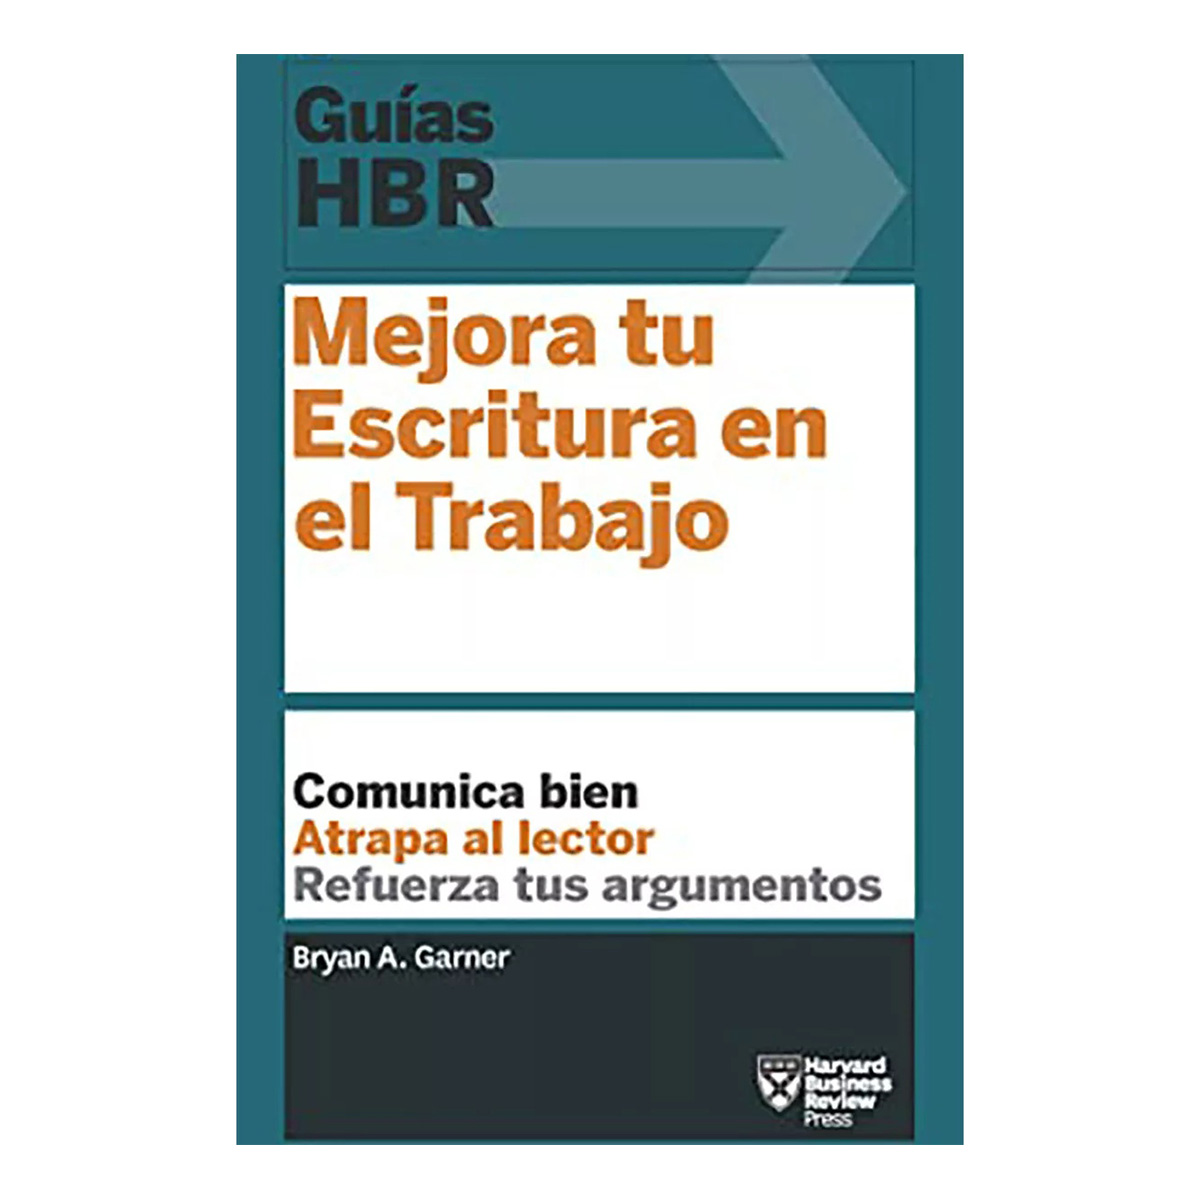 Guías
HBR
Mejora tu
Escritura en
el Trabajo
Comunica bien
Atrapa al lector
Refuerza tus argumentos
Bryan A. Garner
Harvard
Business
Review
Press